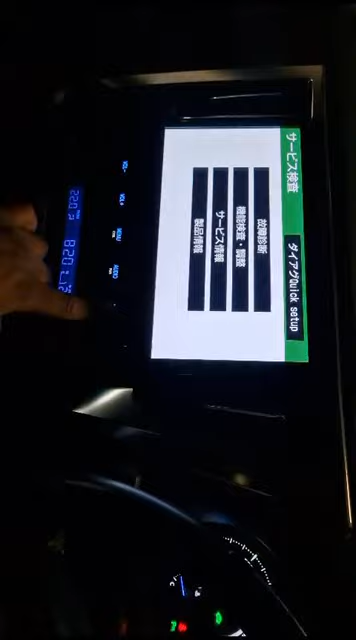 サービス検査
ダイアグQuick setup
故障診断
機能検査・調整
サービス情報
製品情報
VOL-
VOL+
MENU
AUDIO